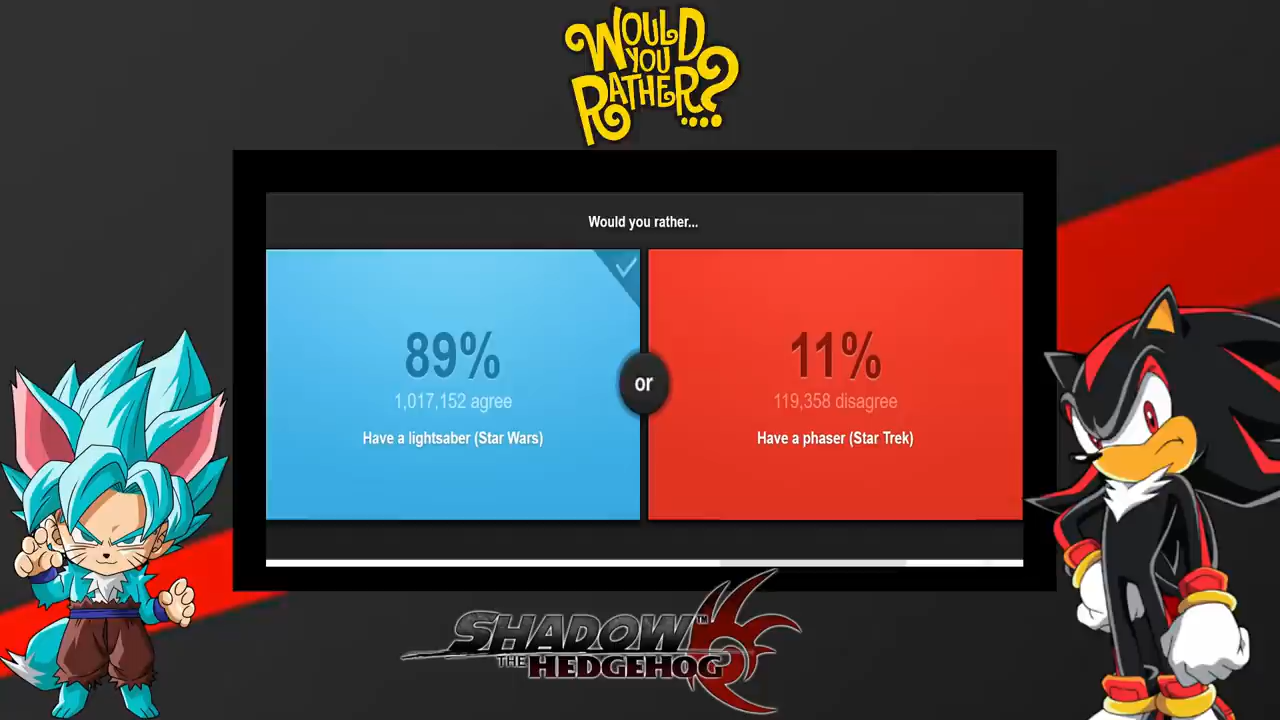 WOULD
YOU
RATHER?....
Would you rather...
89%
1,017,152 agree
Have a lightsaber (Star Wars)
or
11%
119,358 disagree
Have a phaser (Star Trek)
SHADOW™
THE HEDGEHOG